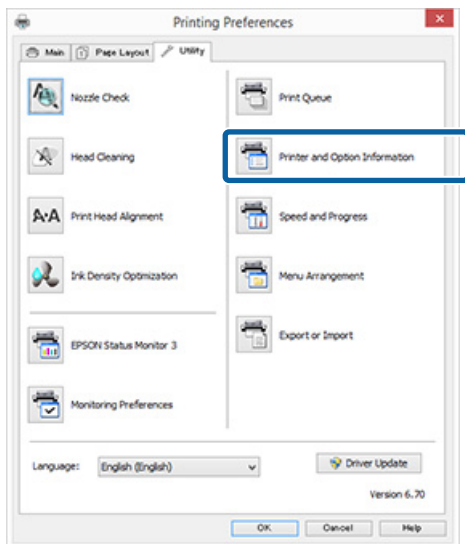 Printing Preferences
Main
Page Layout
Utility
Nozzle Check
Print Queue
Head Cleaning
Printer and Option Information
Print Head Alignment
Speed and Progress
Ink Density Optimization
Menu Arrangement
EPSON Status Monitor 3
Export or Import
Monitoring Preferences
Language:
English (English)
Driver Update
Version 6.70
OK
Cancel
Help